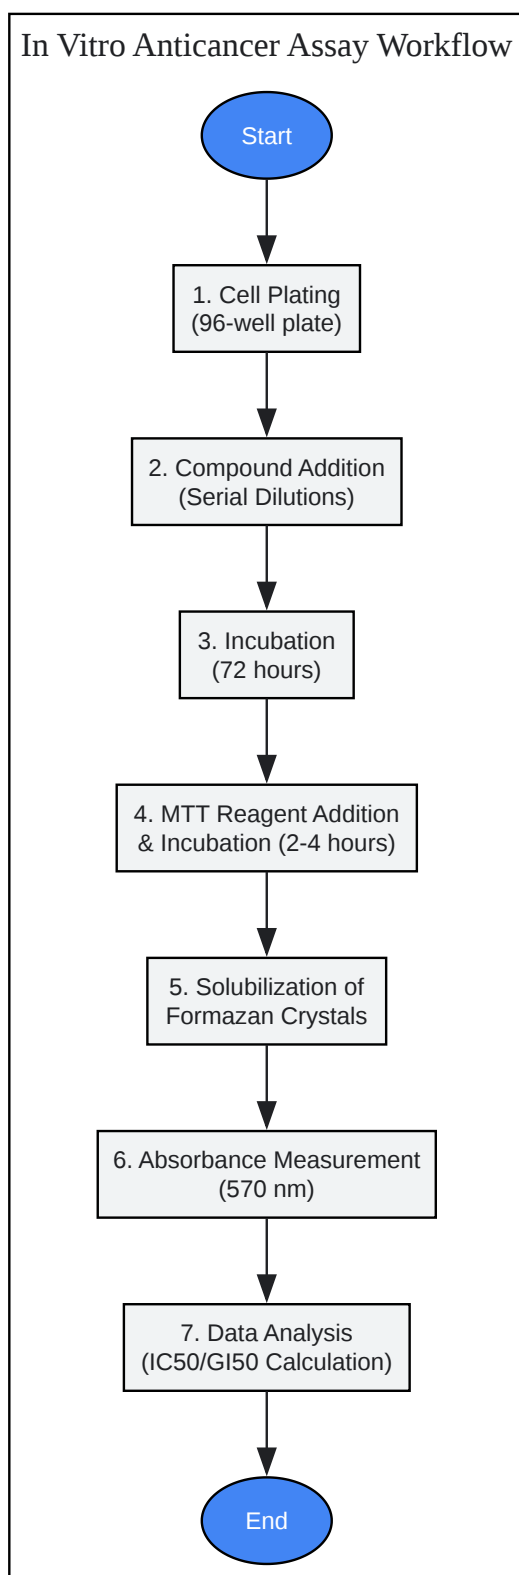 In Vitro Anticancer Assay Workflow
Start
1. Cell Plating
(96-well plate)
2. Compound Addition
(Serial Dilutions)
3. Incubation
(72 hours)
4. MTT Reagent Addition
& Incubation (2-4 hours)
5. Solubilization of
Formazan Crystals
6. Absorbance Measurement
(570 nm)
7. Data Analysis
(IC50/GI50 Calculation)
End